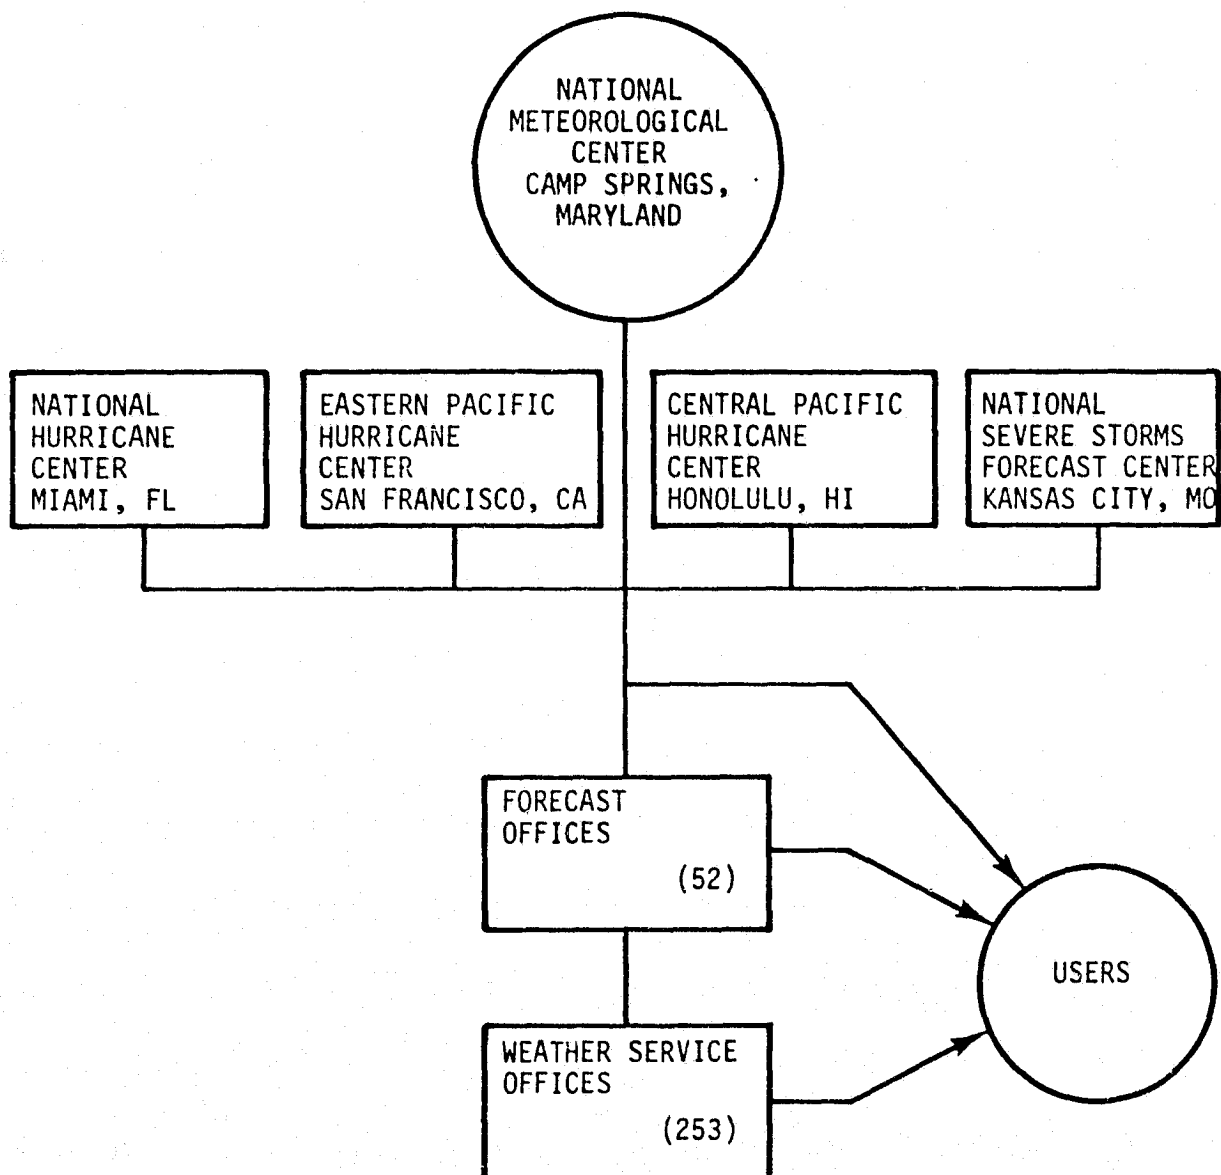 NATIONAL
METEOROLOGICAL
CENTER
CAMP SPRINGS,
MARYLAND
NATIONAL
HURRICANE
CENTER
MIAMI, FL
EASTERN PACIFIC
HURRICANE
CENTER
SAN FRANCISCO, CA
CENTRAL PACIFIC
HURRICANE
CENTER
HONOLULU, HI
NATIONAL
SEVERE STORMS
FORECAST CENTER
KANSAS CITY, MO
FORECAST
OFFICES
(52)
USERS
WEATHER SERVICE
OFFICES
(253)